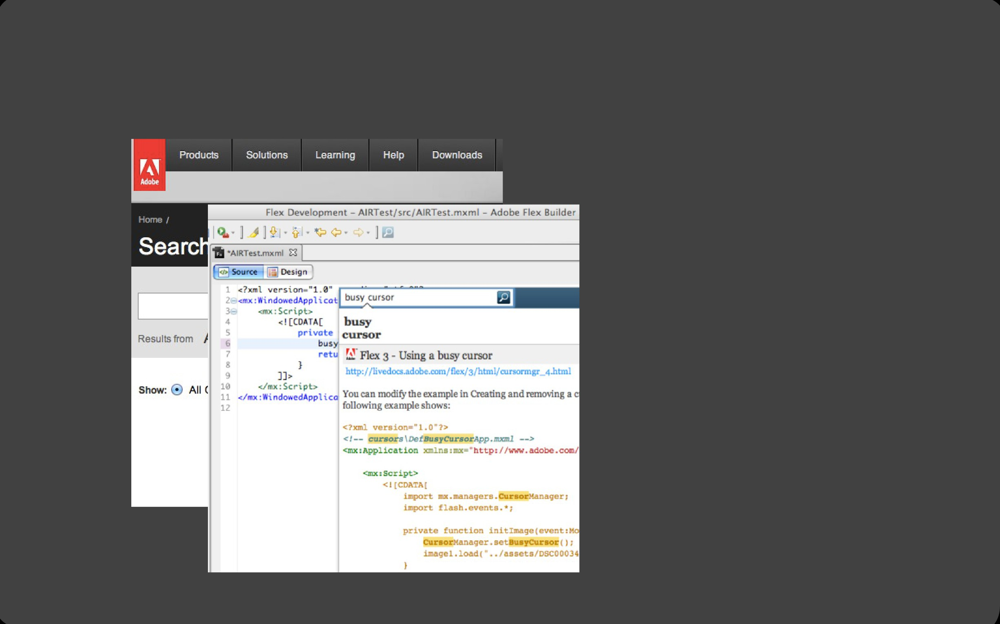 Products Solutions Learning Help Downloads
Adobe
Home /
Search
Results from
Show: All
Flex Development – AIRTest/src/AIRTest.mxml – Adobe Flex Builder
*AIRTest.mxml
Source Design
1 <?xml version="1.0"
2 <mx:WindowedApplicat
3 <mx:Script>
4 <![CDATA[
5 private
6 busy
7 retu
8 }
9 ]]>
10 </mx:Script>
11 </mx:WindowedApplica
12
busy cursor
busy
cursor
Flex 3 - Using a busy cursor
http://livedocs.adobe.com/flex/3/html/cursormgr_4.html
You can modify the example in Creating and removing a c
following example shows:
<?xml version="1.0"?>
<!-- cursors\DefBusyCursorApp.mxml -->
<mx:Application xmlns:mx="http://www.adobe.com/
<mx:Script>
<![CDATA[
import mx.managers.CursorManager;
import flash.events.*;
private function initImage(event:Mo
CursorManager.setBusyCursor();
image1.load("../assets/DSC00034
}